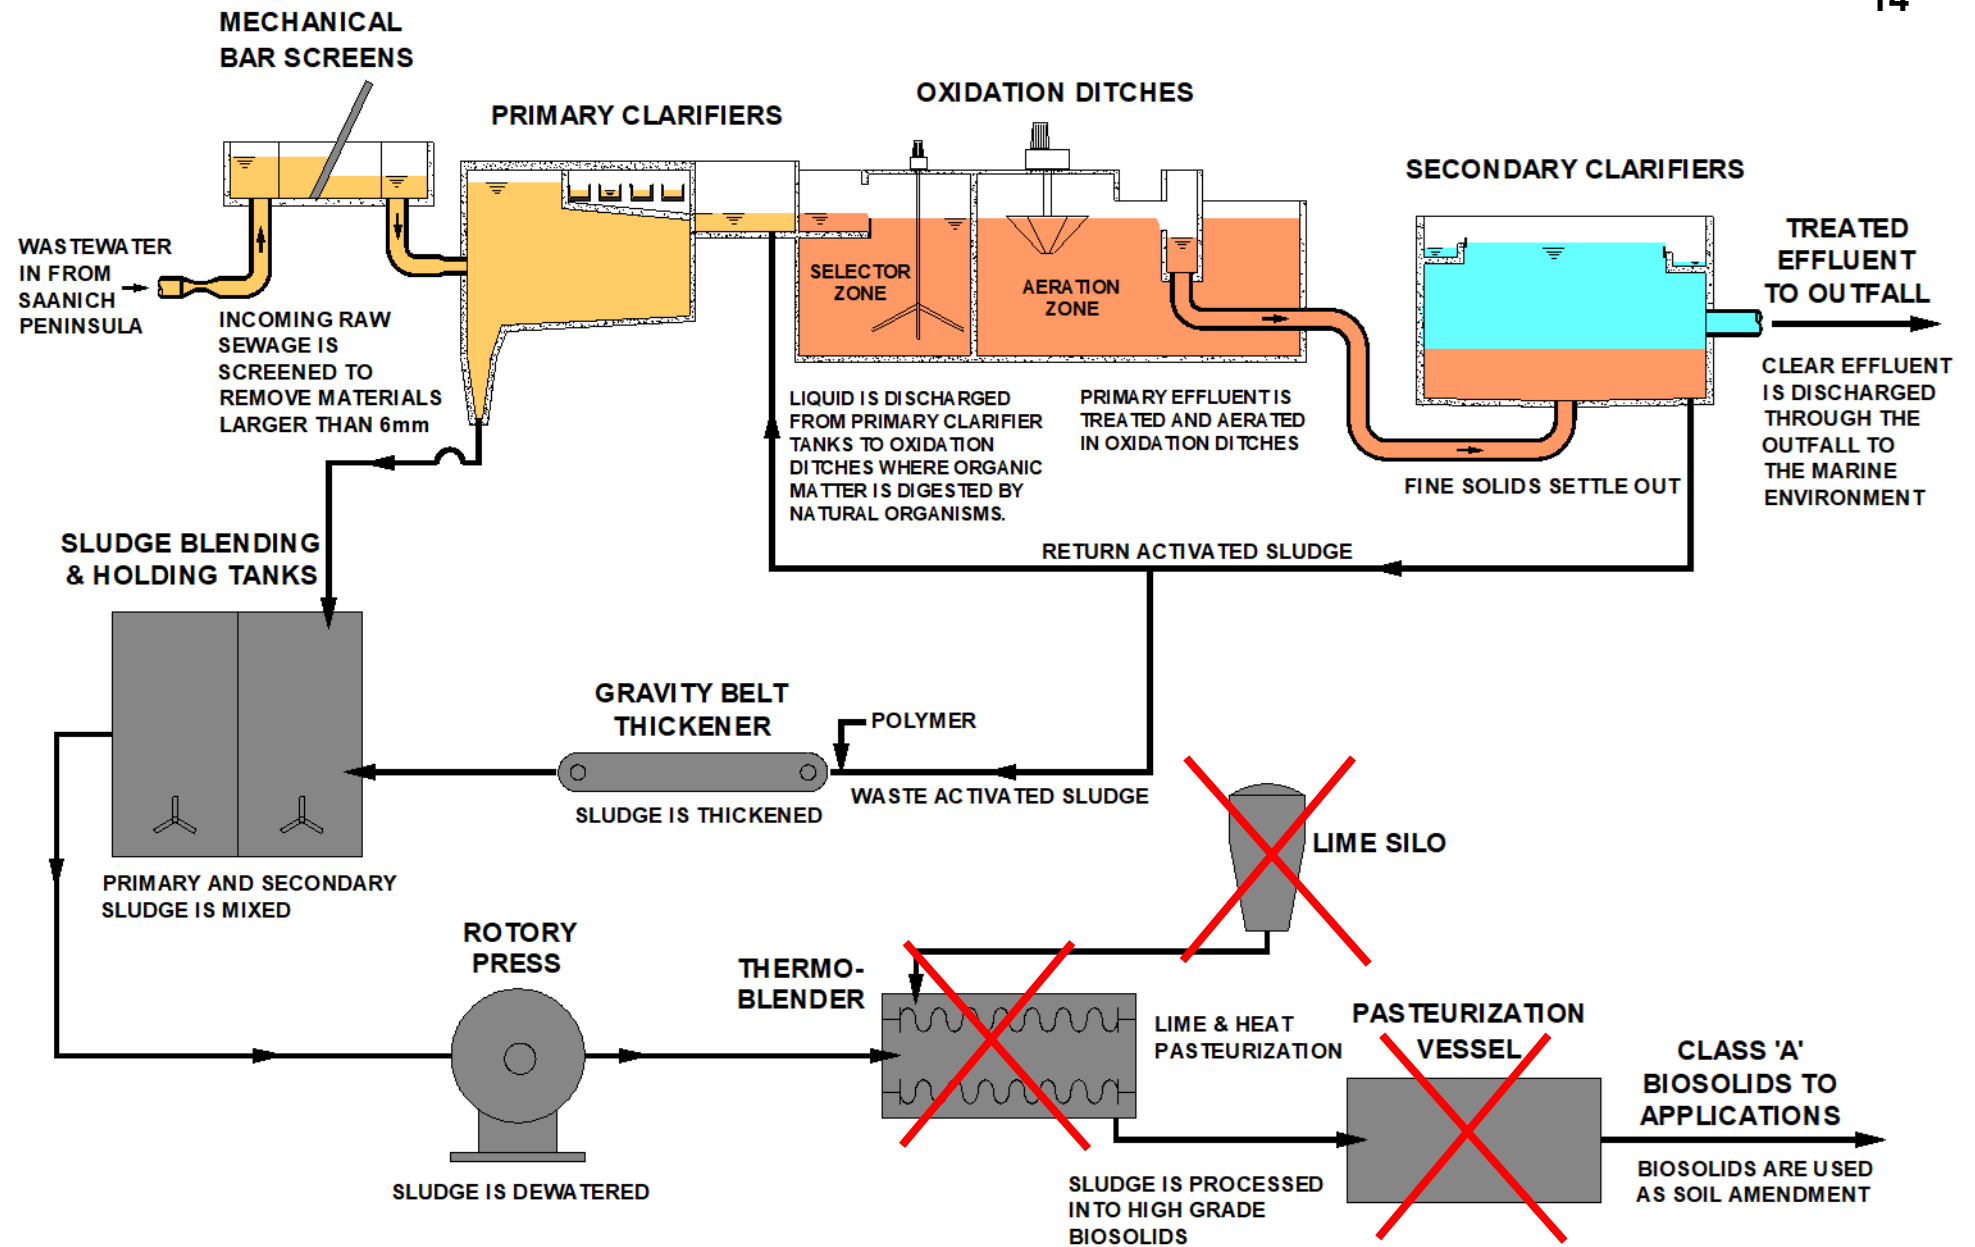 14
MECHANICAL
BAR SCREENS
PRIMARY CLARIFIERS
OXIDATION DITCHES
SECONDARY CLARIFIERS
WASTEWATER
IN FROM
SAANICH
PENINSULA
INCOMING RAW
SEWAGE IS
SCREENED TO
REMOVE MATERIALS
LARGER THAN 6mm
SELECTOR
ZONE
AERATION
ZONE
TREATED
EFFLUENT
TO OUTFALL
CLEAR EFFLUENT
IS DISCHARGED
THROUGH THE
OUTFALL TO
THE MARINE
ENVIRONMENT
LIQUID IS DISCHARGED
FROM PRIMARY CLARIFIER
TANKS TO OXIDATION
DITCHES WHERE ORGANIC
MATTER IS DIGESTED BY
NATURAL ORGANISMS.
PRIMARY EFFLUENT IS
TREATED AND AERATED
IN OXIDATION DITCHES
FINE SOLIDS SETTLE OUT
RETURN ACTIVATED SLUDGE
SLUDGE BLENDING
& HOLDING TANKS
GRAVITY BELT
THICKENER
POLYMER
WASTE ACTIVATED SLUDGE
SLUDGE IS THICKENED
PRIMARY AND SECONDARY
SLUDGE IS MIXED
LIME SILO
ROTORY
PRESS
SLUDGE IS DEWATERED
THERMO-
BLENDER
LIME & HEAT
PASTEURIZATION
PASTEURIZATION
VESSEL
SLUDGE IS PROCESSED
INTO HIGH GRADE
BIOSOLIDS
CLASS 'A'
BIOSOLIDS TO
APPLICATIONS
BIOSOLIDS ARE USED
AS SOIL AMENDMENT